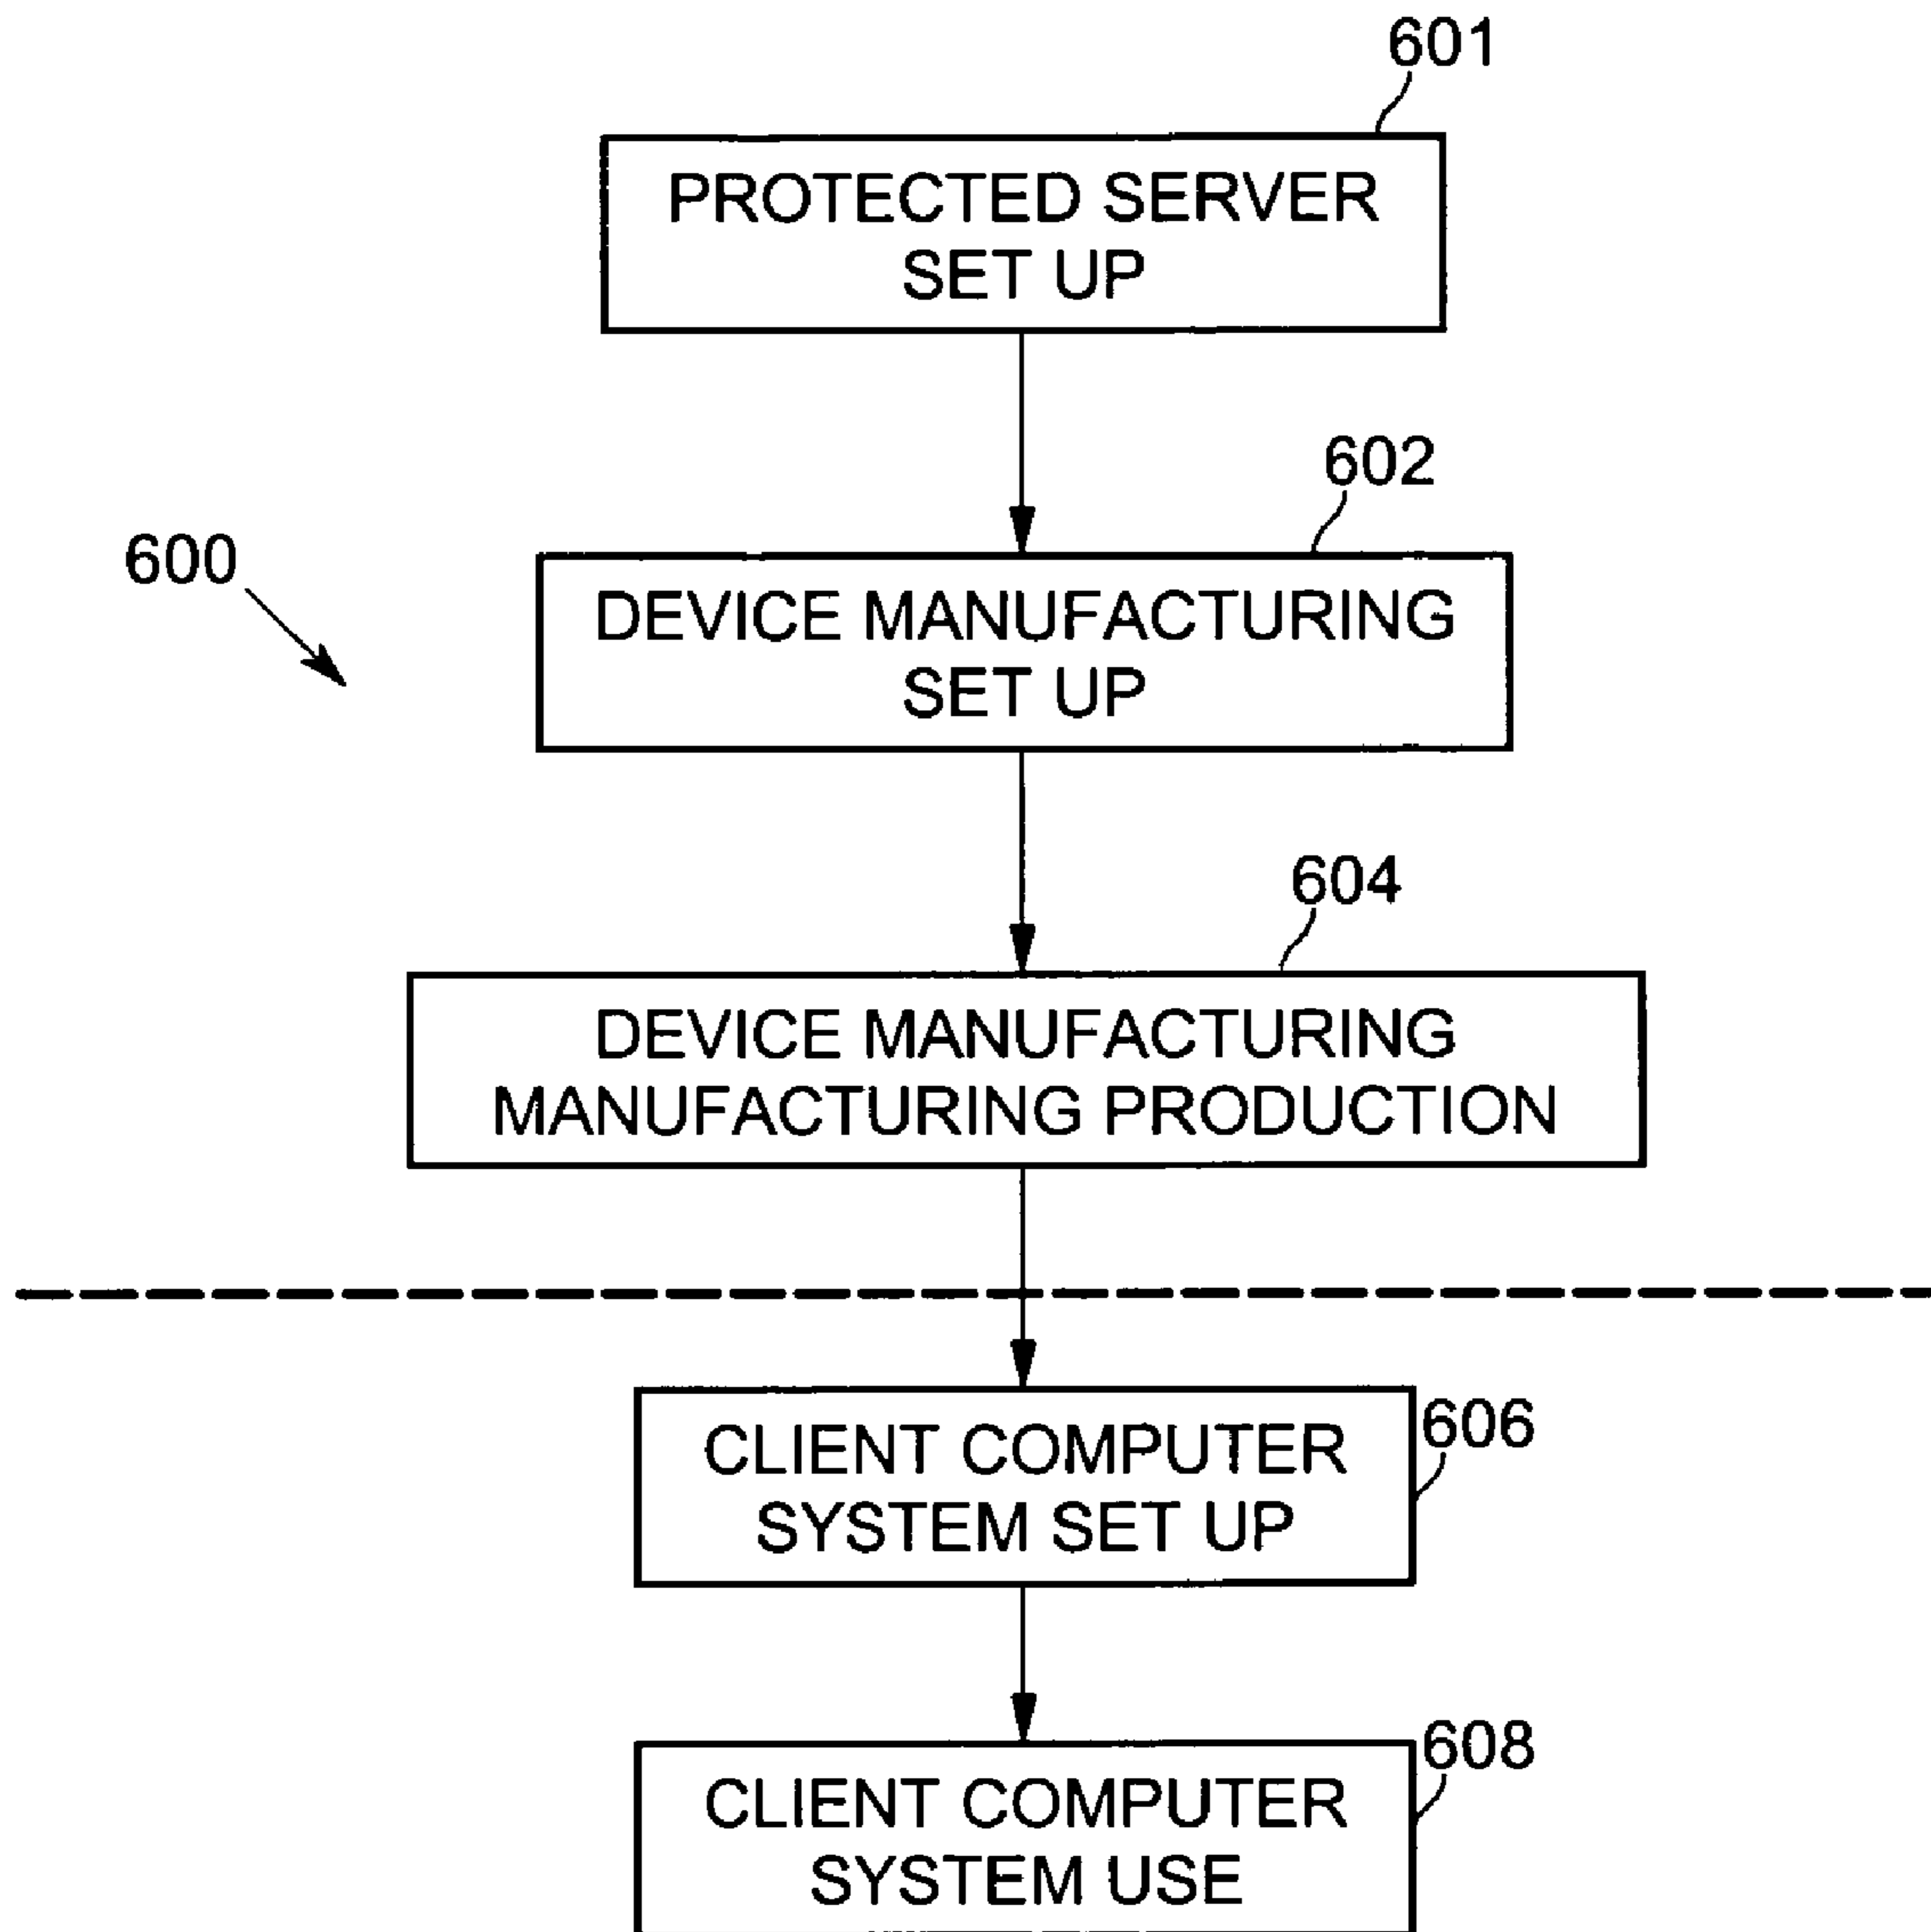 601
PROTECTED SERVER
SET UP
602
600
DEVICE MANUFACTURING
SET UP
604
DEVICE MANUFACTURING
MANUFACTURING PRODUCTION
606
CLIENT COMPUTER
SYSTEM SET UP
608
CLIENT COMPUTER
SYSTEM USE